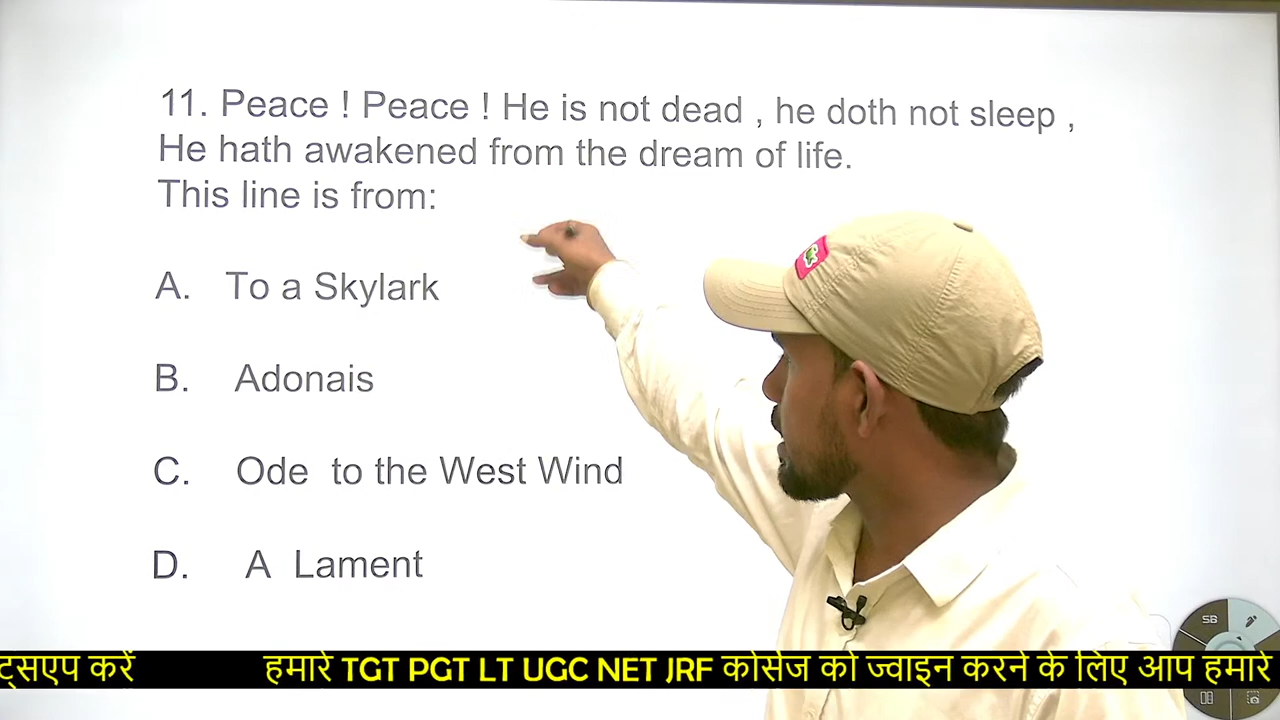 11. Peace ! Peace ! He is not dead , he doth not sleep ,
He hath awakened from the dream of life.
This line is from:
A. To a Skylark
B. Adonais
C. Ode to the West Wind
D. A Lament
SB
ट्सएप करें हमारे TGT PGT LT UGC NET JRF कोर्सेज को ज्वाइन करने के लिए आप हमारे